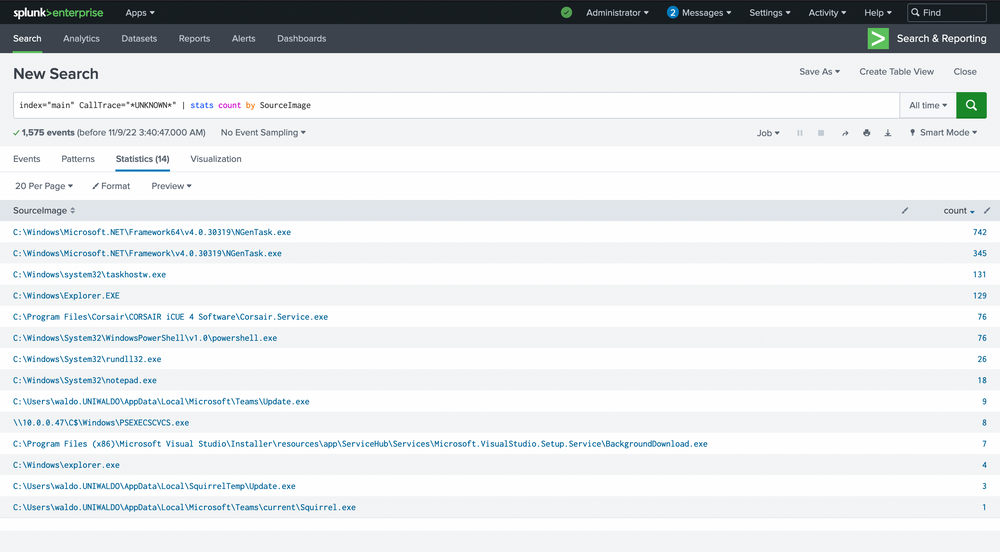 splunk>enterprise Apps Administrator 2 Messages Settings Activity Help Find
Search Analytics Datasets Reports Alerts Dashboards Search & Reporting
New Search Save As Create Table View Close
index="main" CallTrace="*UNKNOWN*" | stats count by SourceImage All time
1,575 events (before 11/9/22 3:40:47.000 AM) No Event Sampling Job Smart Mode
Events Patterns Statistics (14) Visualization
20 Per Page Format Preview
SourceImage count
C:\Windows\Microsoft.NET\Framework64\v4.0.30319\NGenTask.exe 742
C:\Windows\Microsoft.NET\Framework\v4.0.30319\NGenTask.exe 345
C:\Windows\system32\taskhostw.exe 131
C:\Windows\Explorer.EXE 129
C:\Program Files\Corsair\CORSAIR iCUE 4 Software\Corsair.Service.exe 76
C:\Windows\System32\WindowsPowerShell\v1.0\powershell.exe 76
C:\Windows\System32\rundll32.exe 26
C:\Windows\System32\notepad.exe 18
C:\Users\waldo.UNIWALDO\AppData\Local\Microsoft\Teams\Update.exe 9
\\10.0.0.47\C$\Windows\PSEXECSCVCS.exe 8
C:\Program Files (x86)\Microsoft Visual Studio\Installer\resources\app\ServiceHub\Services\Microsoft.VisualStudio.Setup.Service\BackgroundDownload.exe 7
C:\Windows\explorer.exe 4
C:\Users\waldo.UNIWALDO\AppData\Local\SquirrelTemp\Update.exe 3
C:\Users\waldo.UNIWALDO\AppData\Local\Microsoft\Teams\current\Squirrel.exe 1